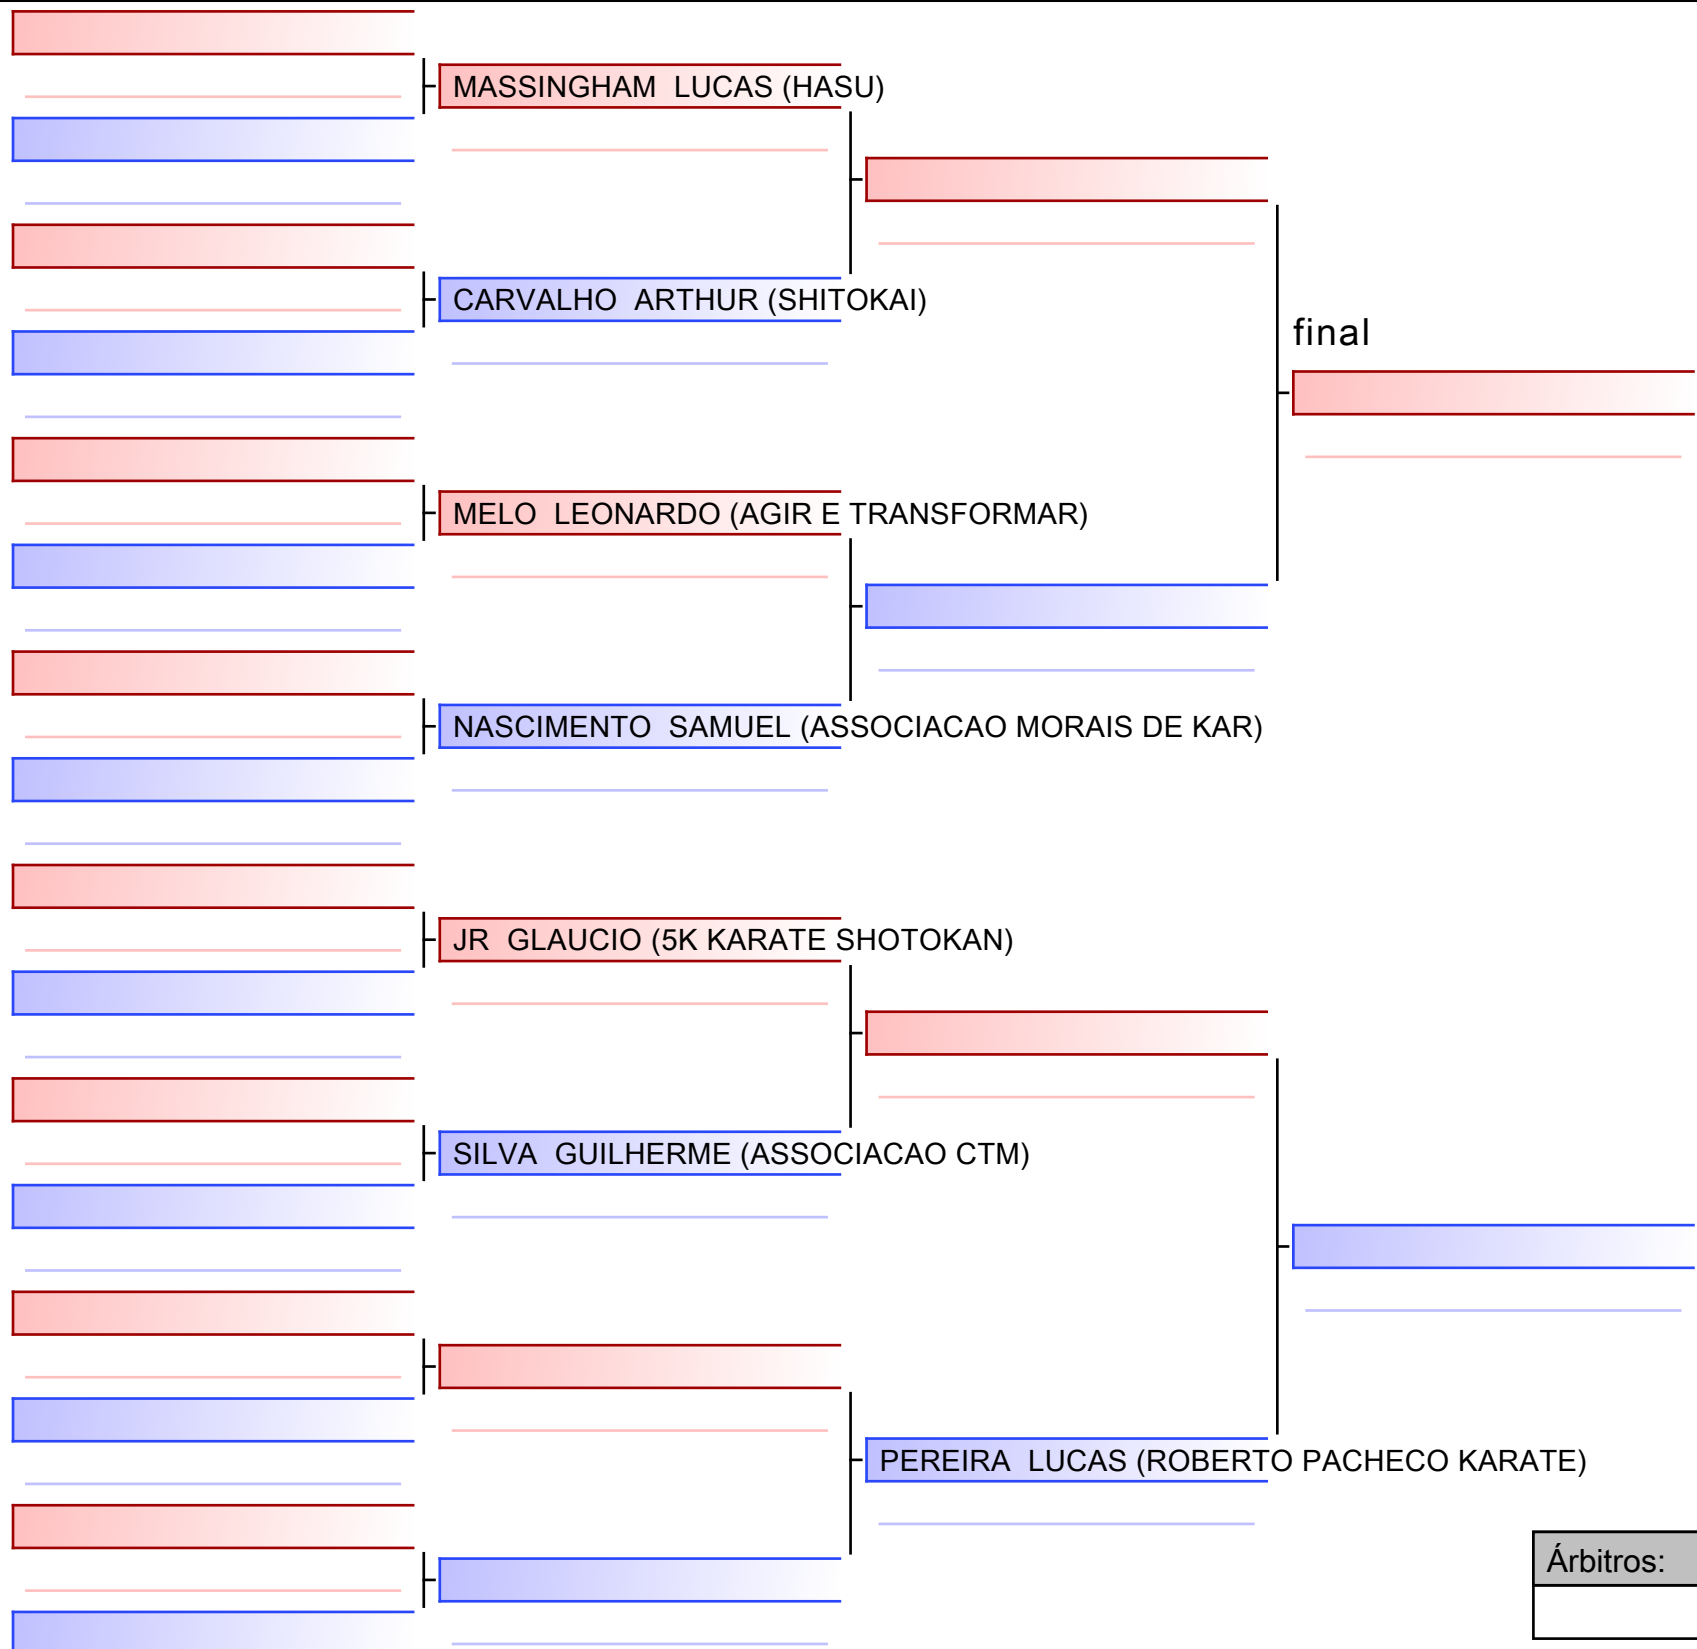 MASSINGHAM  LUCAS (HASU)
CARVALHO  ARTHUR (SHITOKAI)
final
MELO  LEONARDO (AGIR E TRANSFORMAR)
NASCIMENTO  SAMUEL (ASSOCIACAO MORAIS DE KAR)
JR  GLAUCIO (5K KARATE SHOTOKAN)
SILVA  GUILHERME (ASSOCIACAO CTM)
PEREIRA  LUCAS (ROBERTO PACHECO KARATE)
Árbitros: